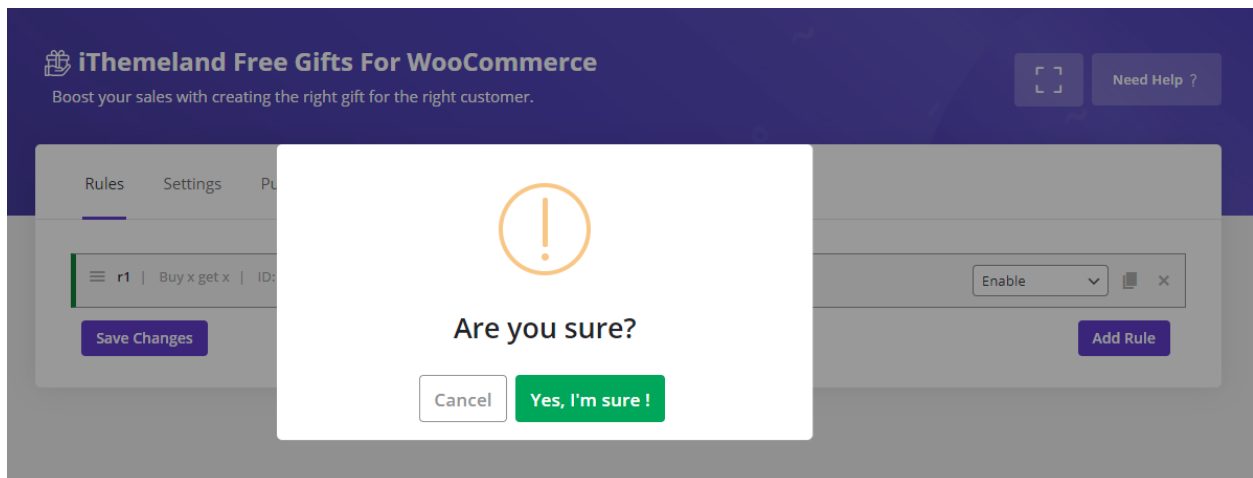 iThemeland Free Gifts For WooCommerce
Boost your sales with creating the right gift for the right customer.
Need Help ?
Rules Settings
r1 | Buy x get x | ID:
Enable
Save Changes
Add Rule
Are you sure?
Cancel Yes, I'm sure !